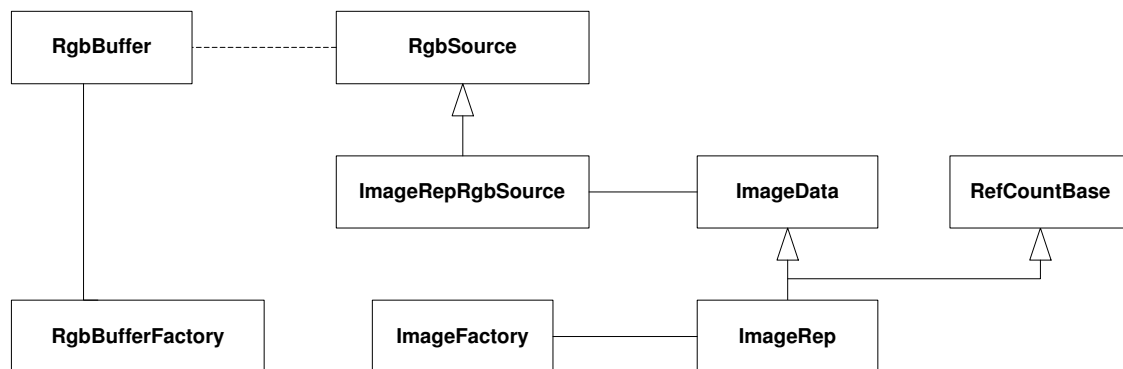 RgbBuffer
RgbSource
ImageRepRgbSource
ImageData
RefCountBase
RgbBufferFactory
ImageFactory
ImageRep